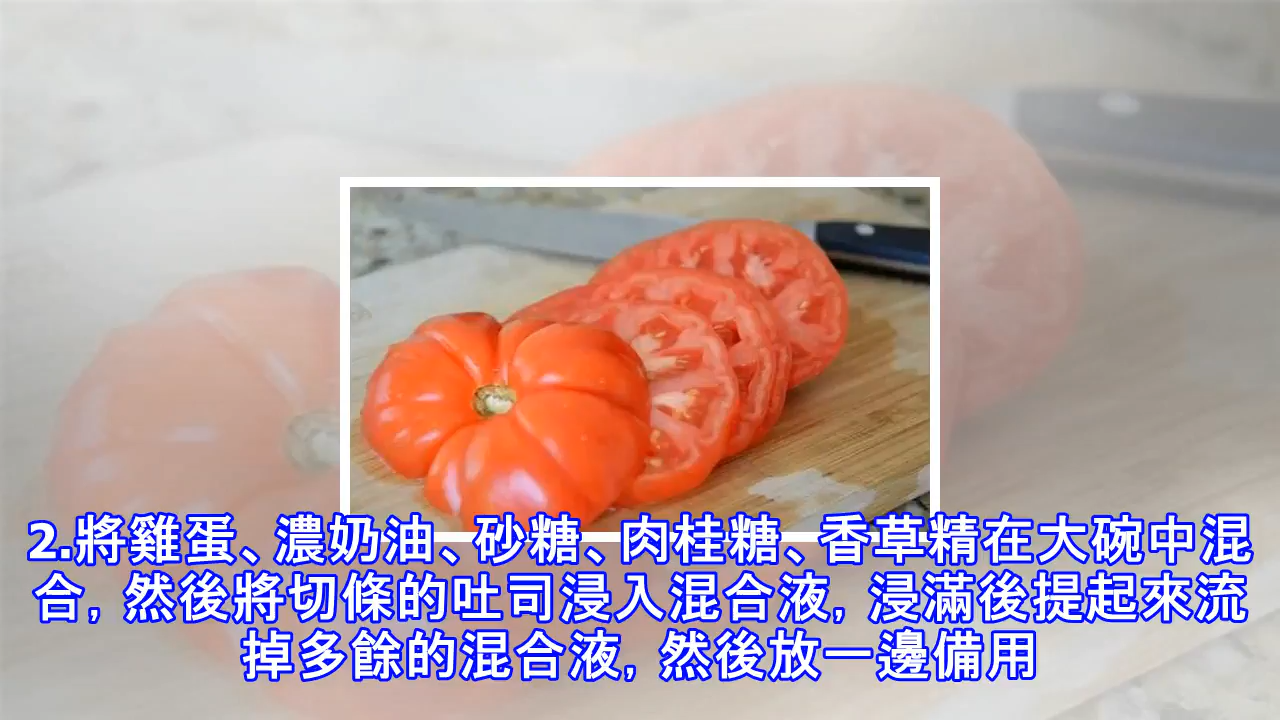 2.將雞蛋、濃奶油、砂糖、肉桂糖、香草精在大碗中混
合, 然後將切條的吐司浸入混合液, 浸滿後提起來流
掉多餘的混合液, 然後放一邊備用